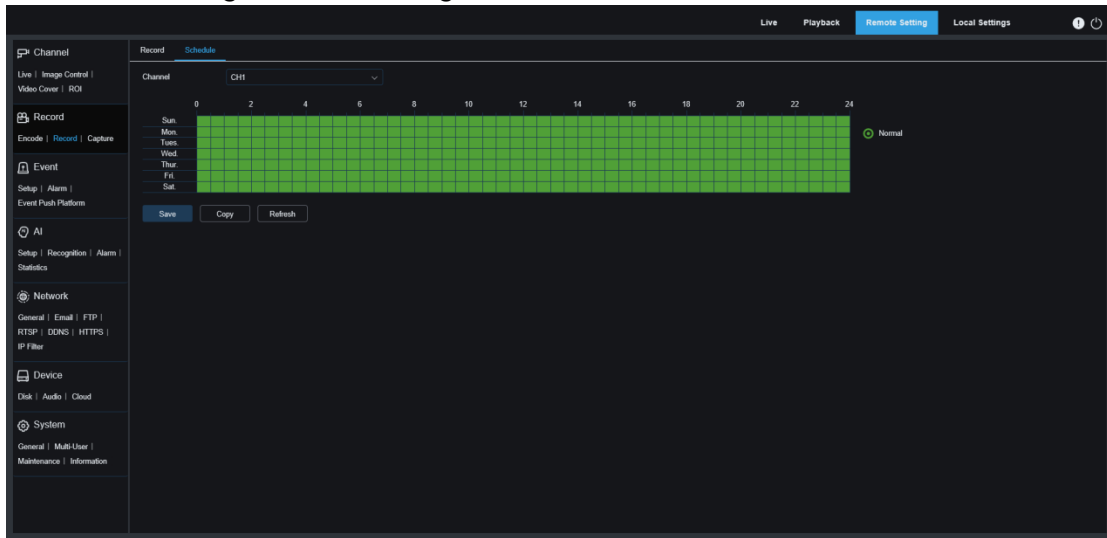 Live Playback Remote Setting Local Settings
Channel
Live | Image Control |
Video Cover | ROI
Record
Encode | Record | Capture
Event
Setup | Alarm |
Event Push Platform
AI
Setup | Recognition | Alarm |
Statistics
Network
General | Email | FTP |
RTSP | DDNS | HTTPS |
IP Filter
Device
Disk | Audio | Cloud
System
General | Multi-User |
Maintenance | Information
Record Schedule
Channel CH1
0 2 4 6 8 10 12 14 16 18 20 22 24
Sun.
Mon.
Tues.
Wed.
Thur.
Fri.
Sat.
Normal
Save Copy Refresh